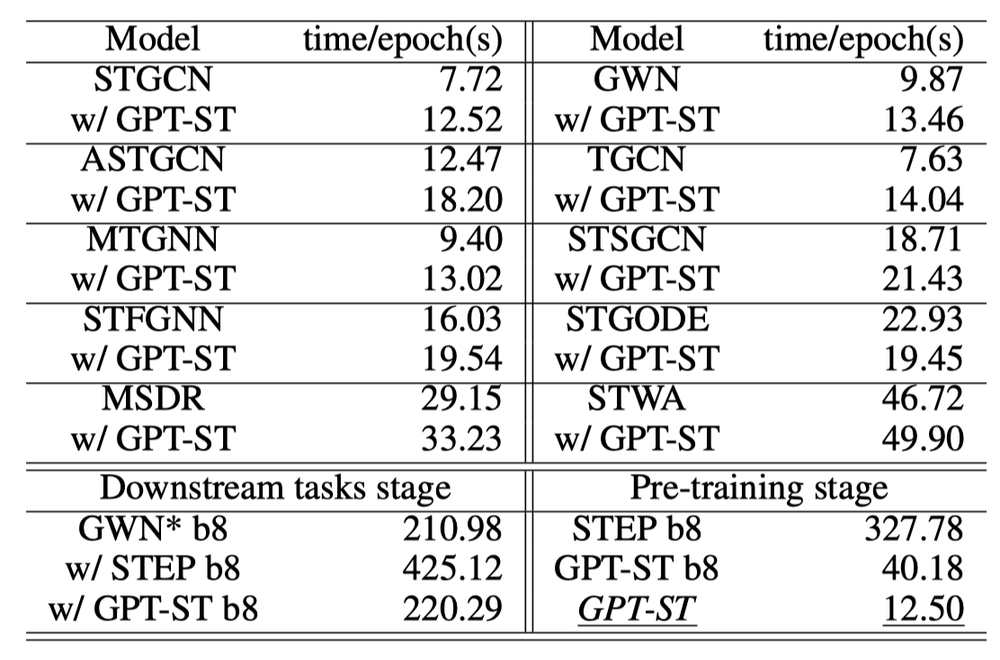 Model time/epoch(s) Model time/epoch(s)
STGCN 7.72 GWN 9.87
w/ GPT-ST 12.52 w/ GPT-ST 13.46
ASTGCN 12.47 TGCN 7.63
w/ GPT-ST 18.20 w/ GPT-ST 14.04
MTGNN 9.40 STSGCN 18.71
w/ GPT-ST 13.02 w/ GPT-ST 21.43
STFGNN 16.03 STGODE 22.93
w/ GPT-ST 19.54 w/ GPT-ST 19.45
MSDR 29.15 STWA 46.72
w/ GPT-ST 33.23 w/ GPT-ST 49.90
Downstream tasks stage Pre-training stage
GWN* b8 210.98 STEP b8 327.78
w/ STEP b8 425.12 GPT-ST b8 40.18
w/ GPT-ST b8 220.29 GPT-ST 12.50